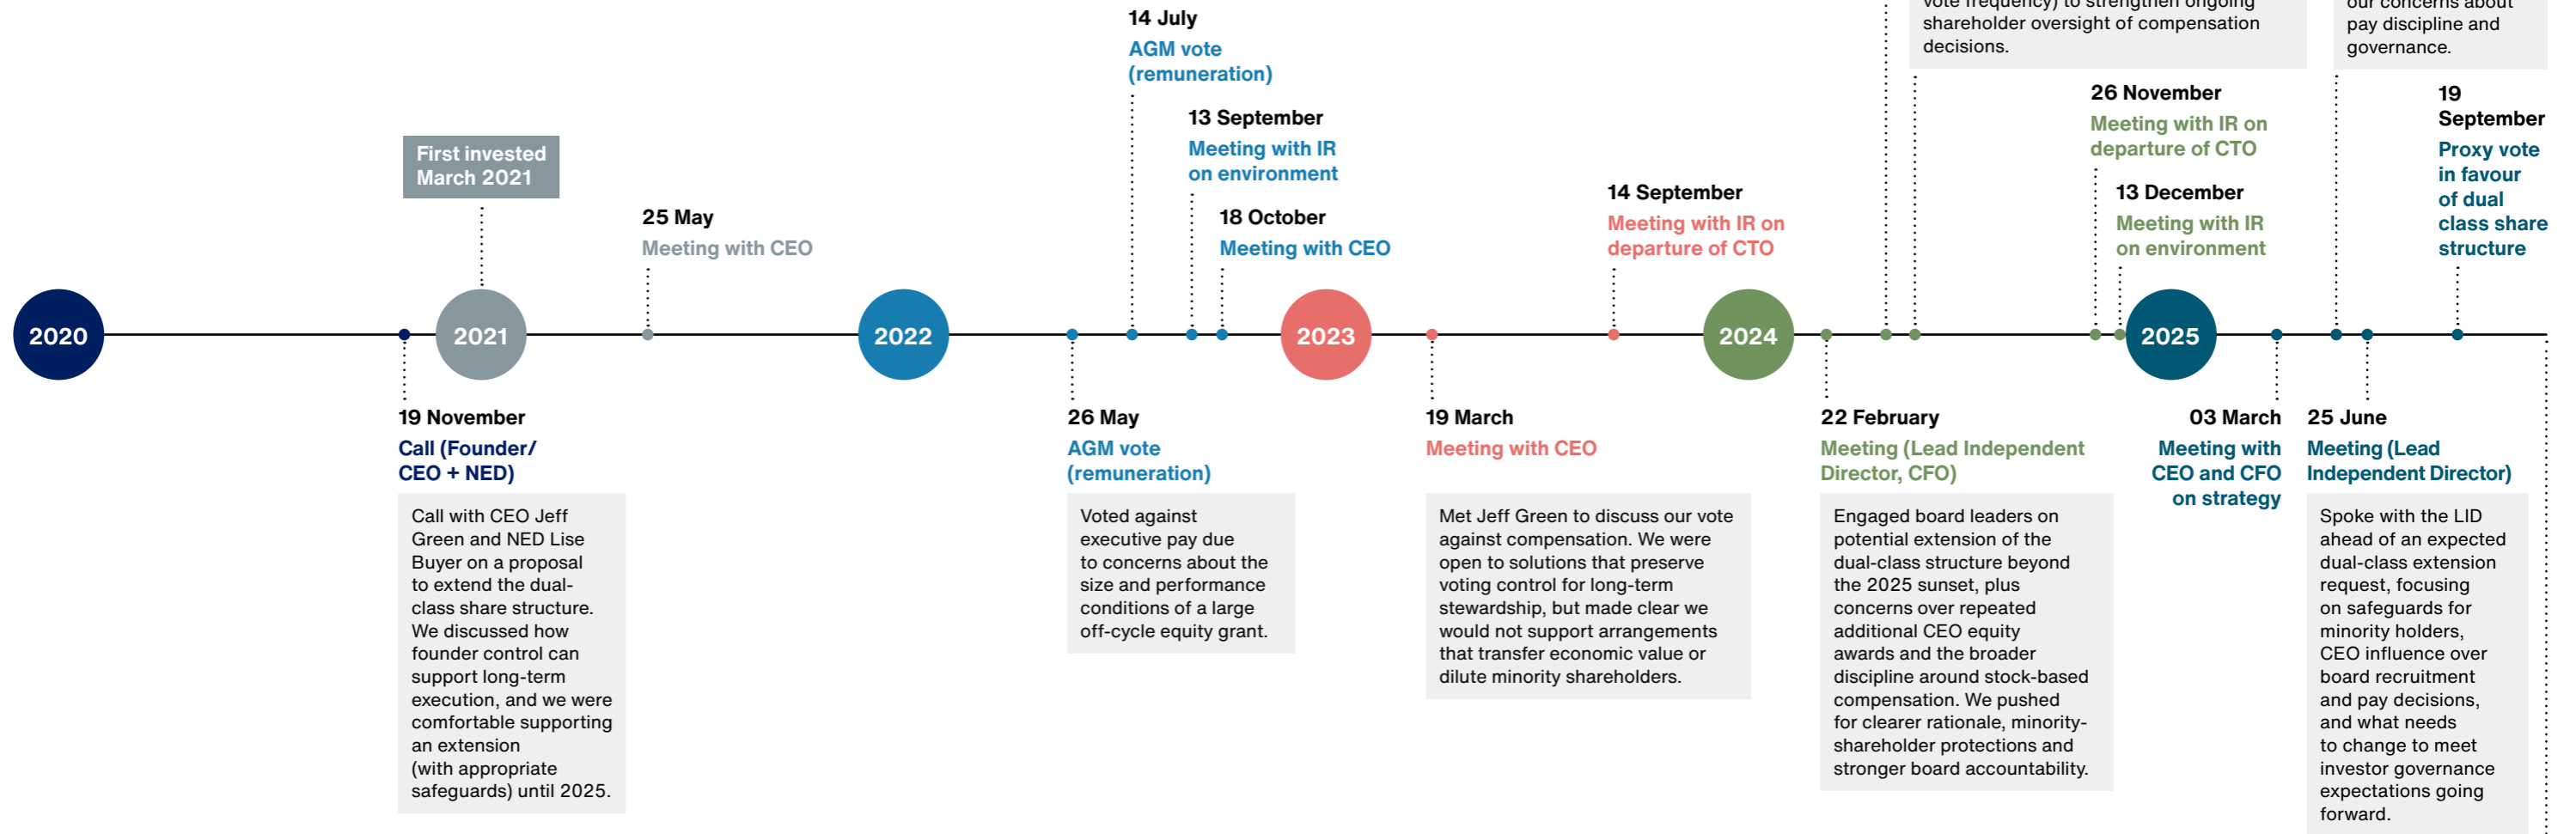 14 July
AGM vote
(remuneration)
vote frequency) to strengthen ongoing
shareholder oversight of compensation
decisions.
our concerns about
pay discipline and
governance.
First invested
March 2021
25 May
Meeting with CEO
13 September
Meeting with IR
on environment
18 October
Meeting with CEO
14 September
Meeting with IR on
departure of CTO
26 November
Meeting with IR on
departure of CTO
13 December
Meeting with IR
on environment
19
September
Proxy vote
in favour
of dual
class share
structure
2020
2021
2022
2023
2024
2025
19 November
Call (Founder/
CEO + NED)
Call with CEO Jeff
Green and NED Lise
Buyer on a proposal
to extend the dual-
class share structure.
We discussed how
founder control can
support long-term
execution, and we were
comfortable supporting
an extension
(with appropriate
safeguards) until 2025.
26 May
AGM vote
(remuneration)
Voted against
executive pay due
to concerns about the
size and performance
conditions of a large
off-cycle equity grant.
19 March
Meeting with CEO
Met Jeff Green to discuss our vote
against compensation. We were
open to solutions that preserve
voting control for long-term
stewardship, but made clear we
would not support arrangements
that transfer economic value or
dilute minority shareholders.
22 February
Meeting (Lead Independent
Director, CFO)
Engaged board leaders on
potential extension of the
dual-class structure beyond
the 2025 sunset, plus
concerns over repeated
additional CEO equity
awards and the broader
discipline around stock-based
compensation. We pushed
for clearer rationale, minority-
shareholder protections and
stronger board accountability.
03 March
Meeting with
CEO and CFO
on strategy
25 June
Meeting (Lead
Independent Director)
Spoke with the LID
ahead of an expected
dual-class extension
request, focusing
on safeguards for
minority holders,
CEO influence over
board recruitment
and pay decisions,
and what needs
to change to meet
investor governance
expectations going
forward.